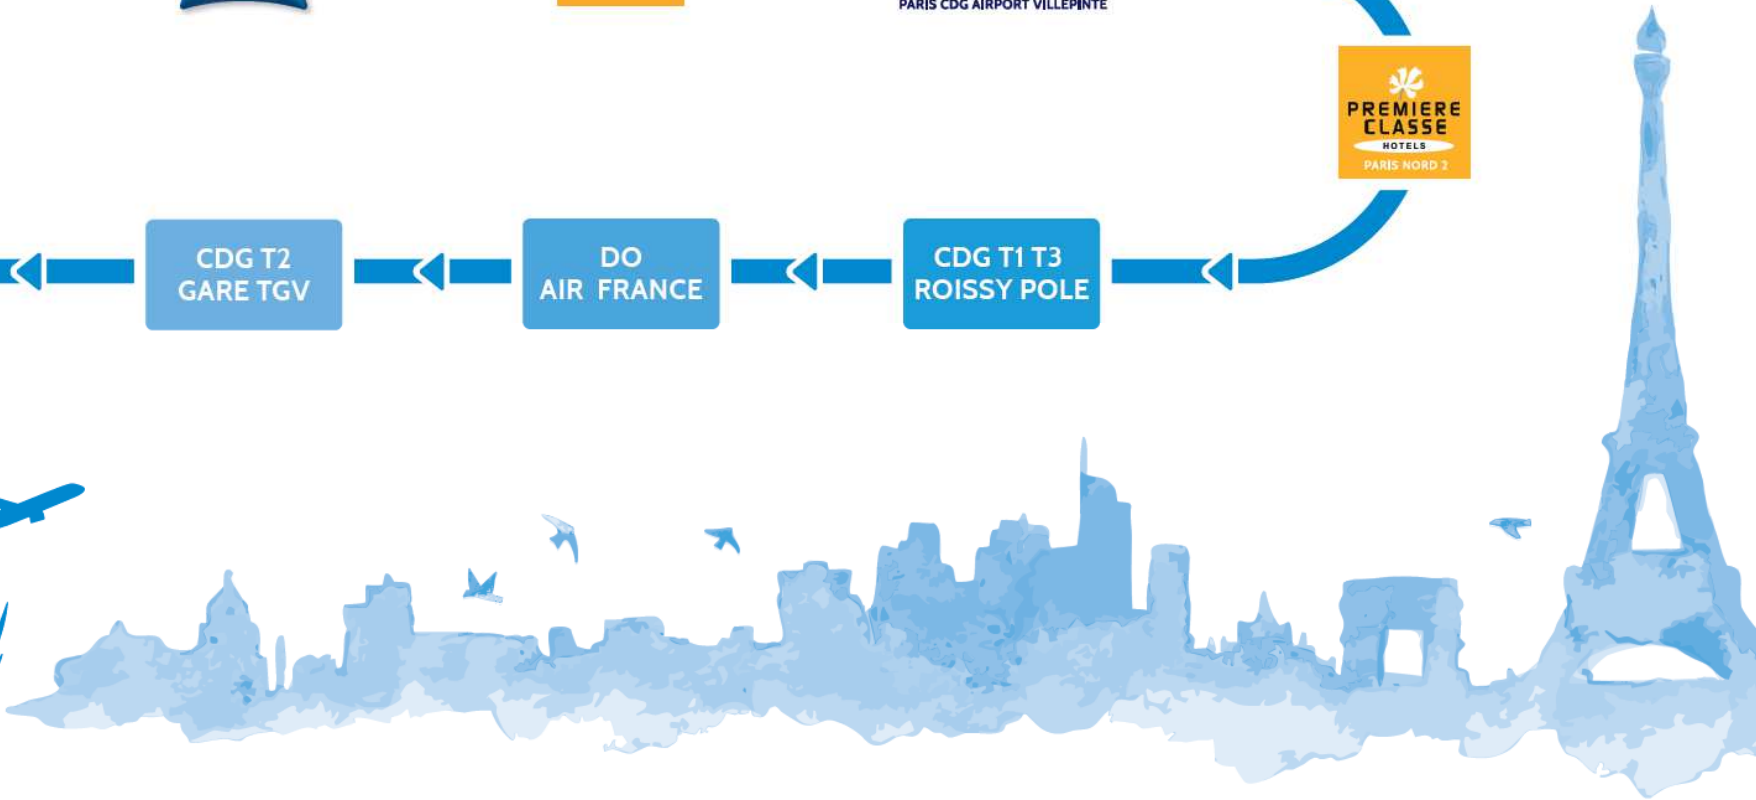 PARIS CDG AIRPORT VILLEPINTE
PREMIERE
CLASSE
HOTELS
PARIS NORD 2
CDG T2
GARE TGV
DO
AIR FRANCE
CDG T1 T3
ROISSY POLE